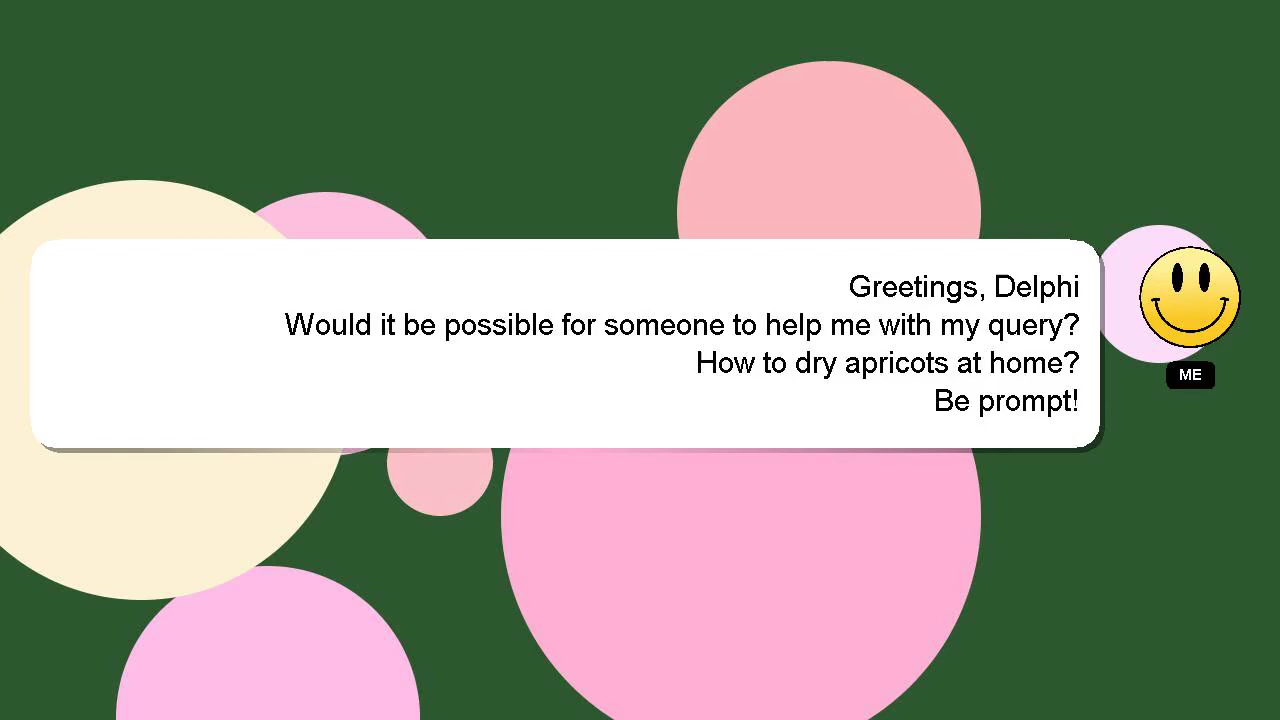 Greetings, Delphi
Would it be possible for someone to help me with my query?
How to dry apricots at home?
Be prompt!
ME